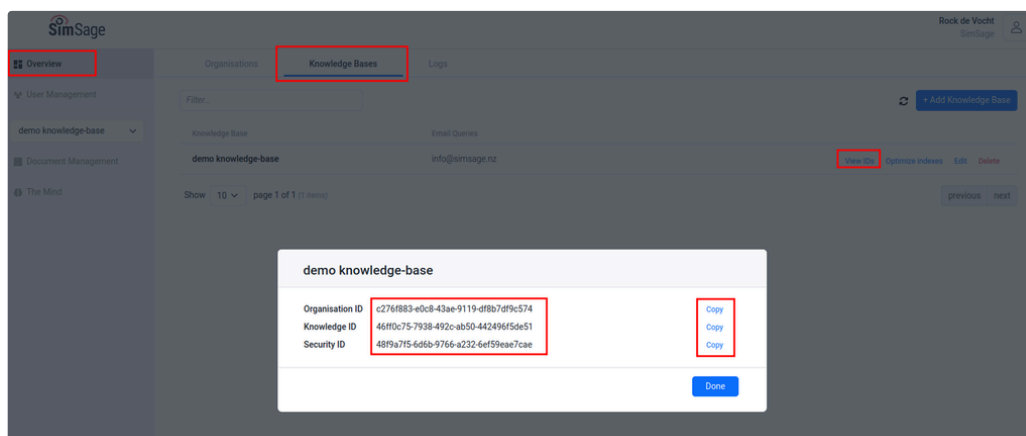 SimSage
Rock de Vocht
SimSage
Overview
Organisations Knowledge Bases Logs
User Management
Filter...
+ Add Knowledge Base
demo knowledge-base
Knowledge Base Email Queries
Document Management
demo knowledge-base info@simsage.nz View IDs Optimize Indexes Edit Delete
The Mind
Show 10 page 1 of 1 (1 items) previous next
demo knowledge-base
Organisation ID c276f883-e0c8-43ae-9119-df8b7df9c574 Copy
Knowledge ID 46ff0c75-7938-492c-ab50-442496f5de51 Copy
Security ID 48f9a7f5-6d6b-9766-a232-6ef59eae7cae Copy
Done